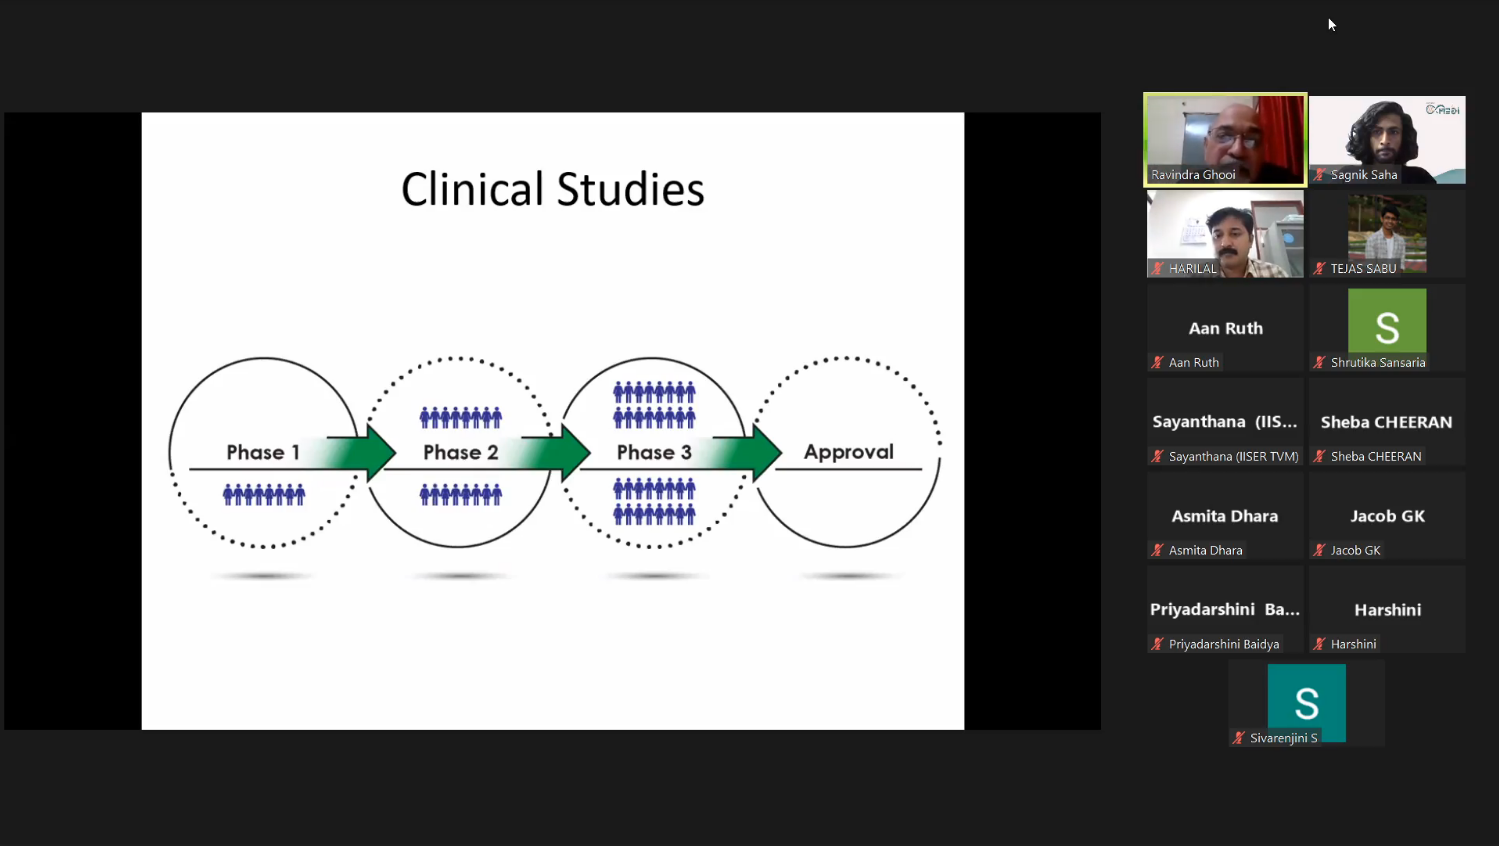 Clinical Studies
Phase 1
Phase 2
Phase 3
Approval
Ravindra Ghooi
MEDI
Sagnik Saha
HARILAL
TEJAS SABU
Aan Ruth
Aan Ruth
S
Shrutika Sansaria
Sayanthana (IIS...
Sayanthana (IISER TVM)
Sheba CHEERAN
Sheba CHEERAN
Asmita Dhara
Asmita Dhara
Jacob GK
Jacob GK
Priyadarshini Ba...
Priyadarshini Baidya
Harshini
Harshini
S
Sivarenjini S